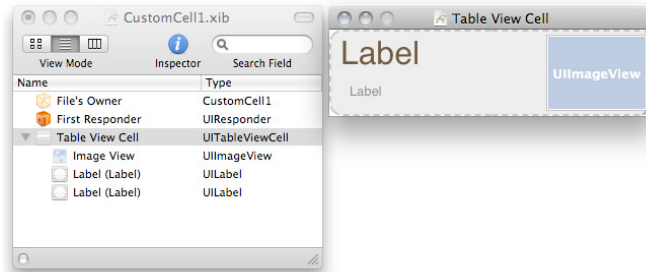 CustomCell1.xib
View Mode Inspector Search Field
Name Type
File's Owner CustomCell1
First Responder UIResponder
Table View Cell UITableViewCell
Image View UIImageView
Label (Label) UILabel
Label (Label) UILabel
Table View Cell
Label
UIImageView
Label